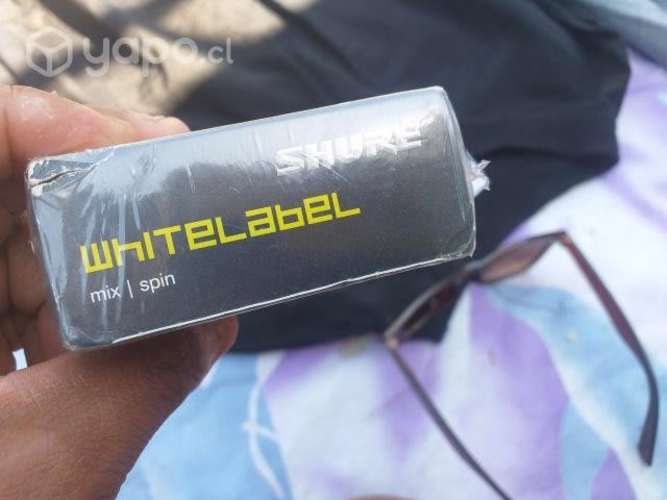 yapo.cl
SHURE
WHITELabeL
mix | spin